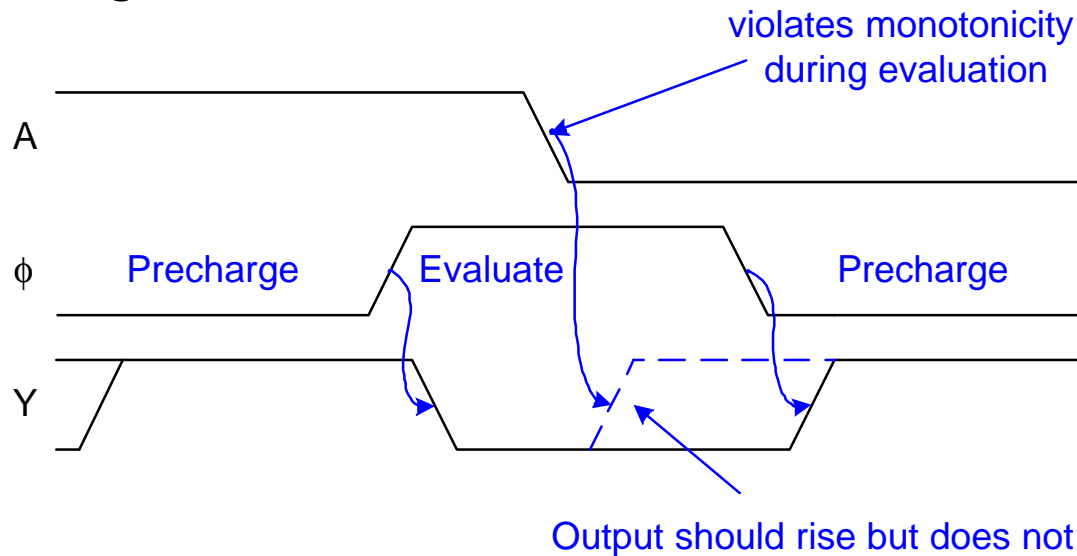 violates monotonicity
during evaluation
A
ϕ Precharge Evaluate Precharge
Y
Output should rise but does not